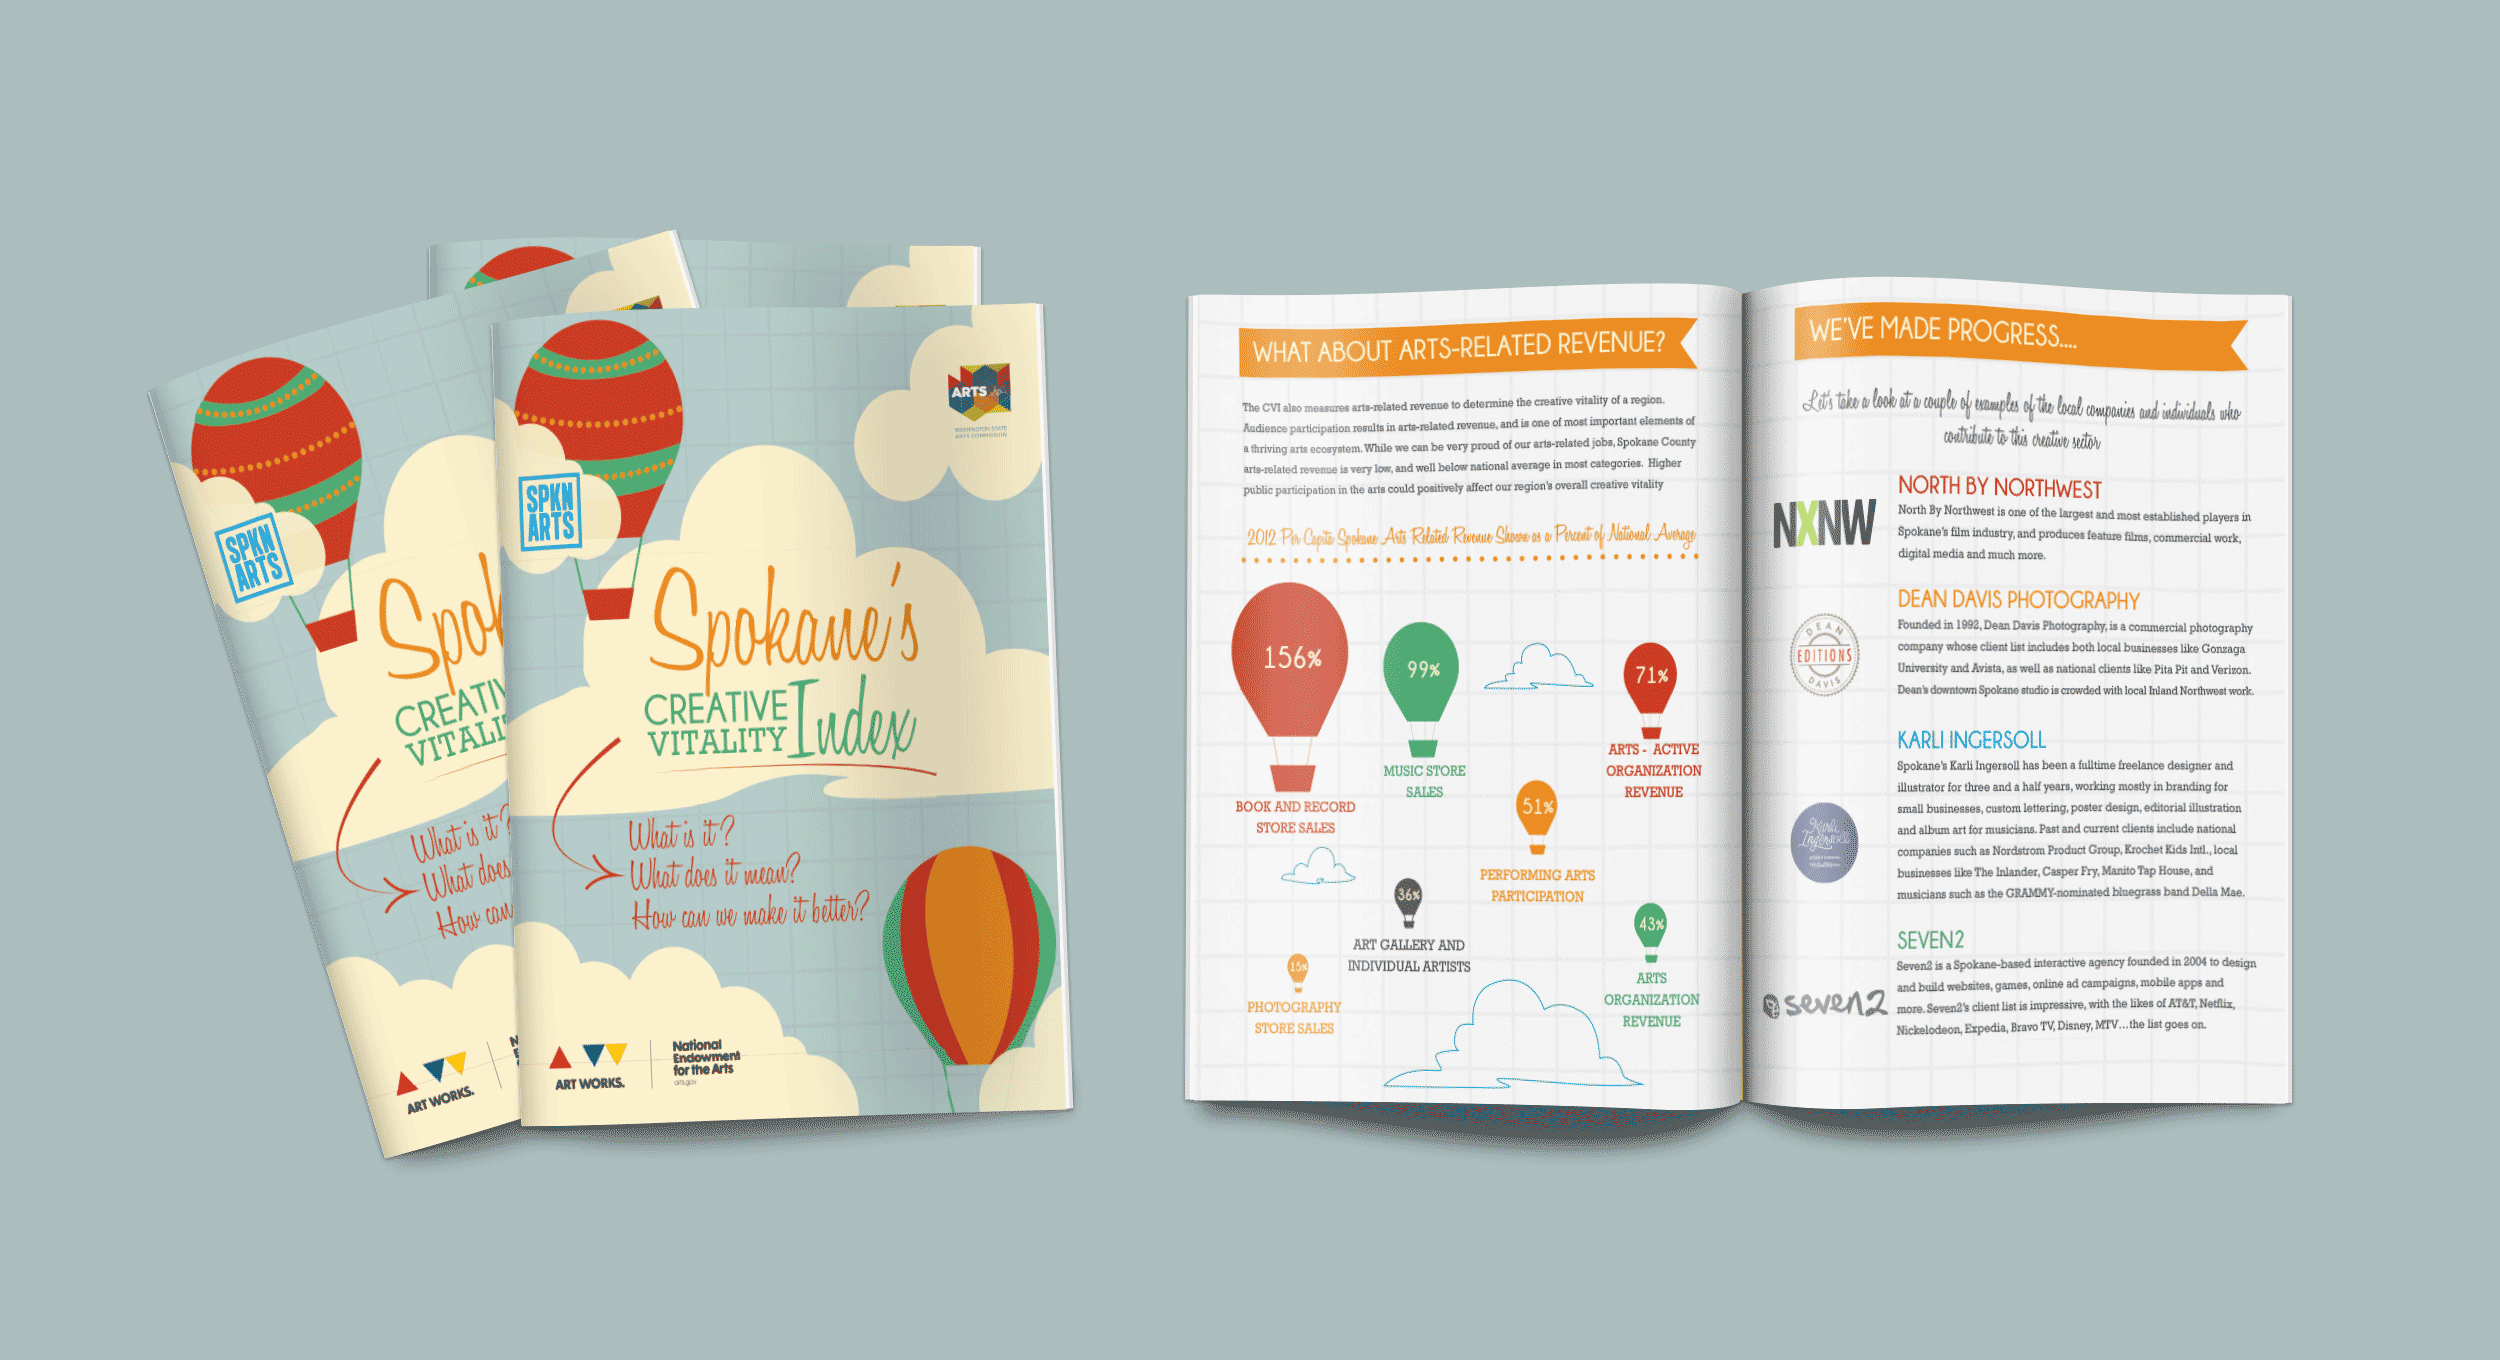 SPKN
ARTS
Spok
CREATIV
VITALI
What is it?
What does
How can
ART WORKS.
ARTS
WASHINGTON STATE
ARTS COMMISSION
SPKN
ARTS
Spokane's
CREATIVE
VITALITY Index
What is it?
What does it mean?
How can we make it better?
ART WORKS.
National
Endowment
for the Arts
arts.gov
WHAT ABOUT ARTS-RELATED REVENUE?
The CVI also measures arts-related revenue to determine the creative vitality of a region.
Audience participation results in arts-related revenue, and is one of most important elements of
a thriving arts ecosystem. While we can be very proud of our arts-related jobs, Spokane County
arts-related revenue is very low, and well below national average in most categories. Higher
public participation in the arts could positively affect our region's overall creative vitality
2012 Per Capita Spokane Arts Related Revenue Shown as a Percent of National Average
156%
BOOK AND RECORD
STORE SALES
99%
MUSIC STORE
SALES
71%
ARTS - ACTIVE
ORGANIZATION
REVENUE
51%
PERFORMING ARTS
PARTICIPATION
36%
ART GALLERY AND
INDIVIDUAL ARTISTS
43%
ARTS
ORGANIZATION
REVENUE
15%
PHOTOGRAPHY
STORE SALES
WE'VE MADE PROGRESS....
Let's take a look at a couple of examples of the local companies and individuals who
contribute to this creative sector
NXNW
NORTH BY NORTHWEST
North By Northwest is one of the largest and most established players in
Spokane's film industry, and produces feature films, commercial work,
digital media and much more.
DEAN
EDITIONS
DAVIS
DEAN DAVIS PHOTOGRAPHY
Founded in 1992, Dean Davis Photography, is a commercial photography
company whose client list includes both local businesses like Gonzaga
University and Avista, as well as national clients like Pita Pit and Verizon.
Dean's downtown Spokane studio is crowded with local Inland Northwest work.
Karli
Ingersoll
KARLI INGERSOLL
Spokane's Karli Ingersoll has been a fulltime freelance designer and
illustrator for three and a half years, working mostly in branding for
small businesses, custom lettering, poster design, editorial illustration
and album art for musicians. Past and current clients include national
companies such as Nordstrom Product Group, Krochet Kids Intl., local
businesses like The Inlander, Casper Fry, Manito Tap House, and
musicians such as the GRAMMY-nominated bluegrass band Della Mae.
seven2
SEVEN2
Seven2 is a Spokane-based interactive agency founded in 2004 to design
and build websites, games, online ad campaigns, mobile apps and
more. Seven2's client list is impressive, with the likes of AT&T, Netflix,
Nickelodeon, Expedia, Bravo TV, Disney, MTV...the list goes on.